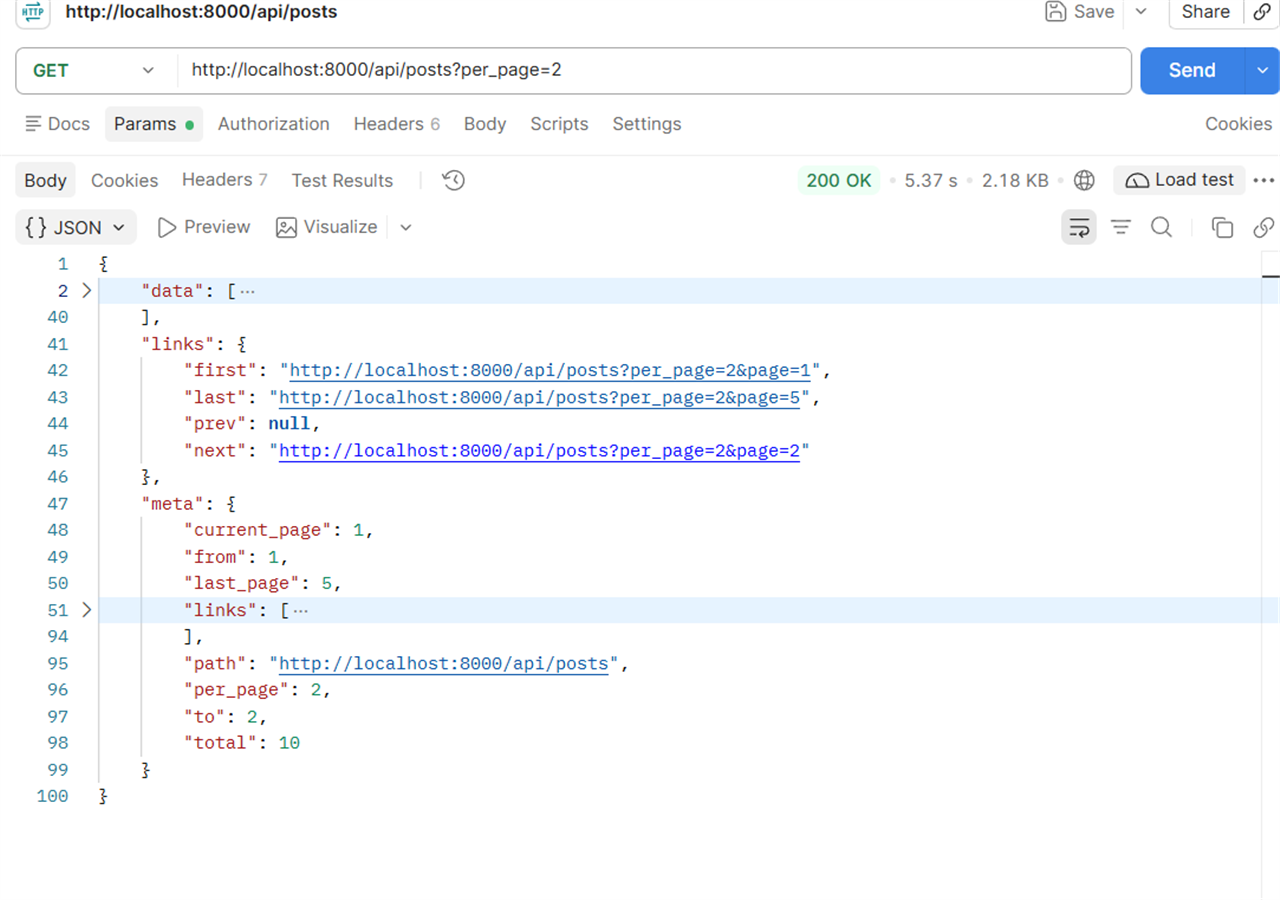 HTTP http://localhost:8000/api/posts Save Share
GET http://localhost:8000/api/posts?per_page=2 Send
Docs Params Authorization Headers 6 Body Scripts Settings Cookies
Body Cookies Headers 7 Test Results 200 OK • 5.37 s • 2.18 KB • Load test •••
{} JSON Preview Visualize
1 {
2 "data": [ ···
40 ],
41 "links": {
42 "first": "http://localhost:8000/api/posts?per_page=2&page=1",
43 "last": "http://localhost:8000/api/posts?per_page=2&page=5",
44 "prev": null,
45 "next": "http://localhost:8000/api/posts?per_page=2&page=2"
46 },
47 "meta": {
48 "current_page": 1,
49 "from": 1,
50 "last_page": 5,
51 "links": [ ···
94 ],
95 "path": "http://localhost:8000/api/posts",
96 "per_page": 2,
97 "to": 2,
98 "total": 10
99 }
100 }